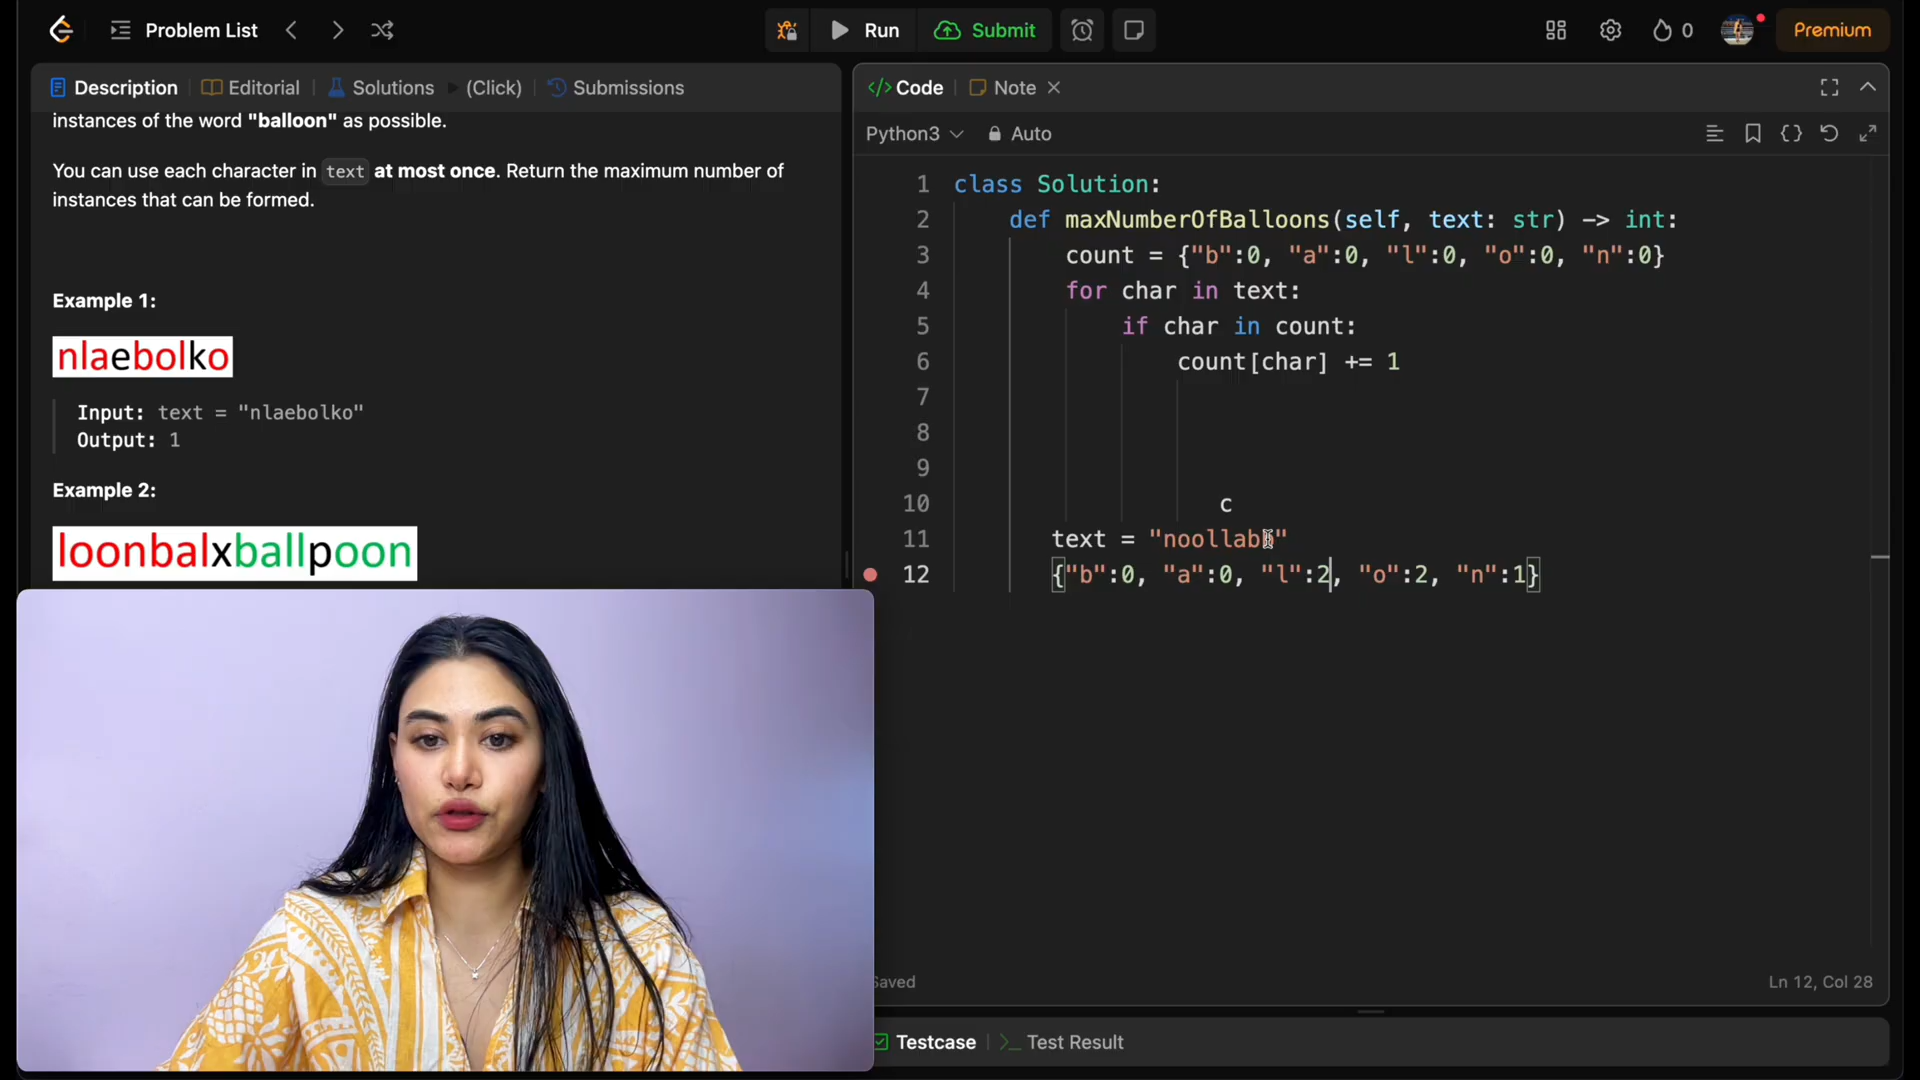 Problem List
Run
Submit
0
Premium
Description
Editorial
Solutions
(Click)
Submissions
instances of the word "balloon" as possible.
You can use each character in text at most once. Return the maximum number of
instances that can be formed.
Example 1:
nlaebolko
Input: text = "nlaebolko"
Output: 1
Example 2:
loonbalxballpoon
</> Code
Note
Python3
Auto
1 class Solution:
2 def maxNumberOfBalloons(self, text: str) -> int:
3 count = {"b":0, "a":0, "l":0, "o":0, "n":0}
4 for char in text:
5 if char in count:
6 count[char] += 1
7
8
9
10 c
11 text = "noollabb"
12 {"b":0, "a":0, "l":2, "o":2, "n":1}
Saved
Ln 12, Col 28
Testcase
Test Result